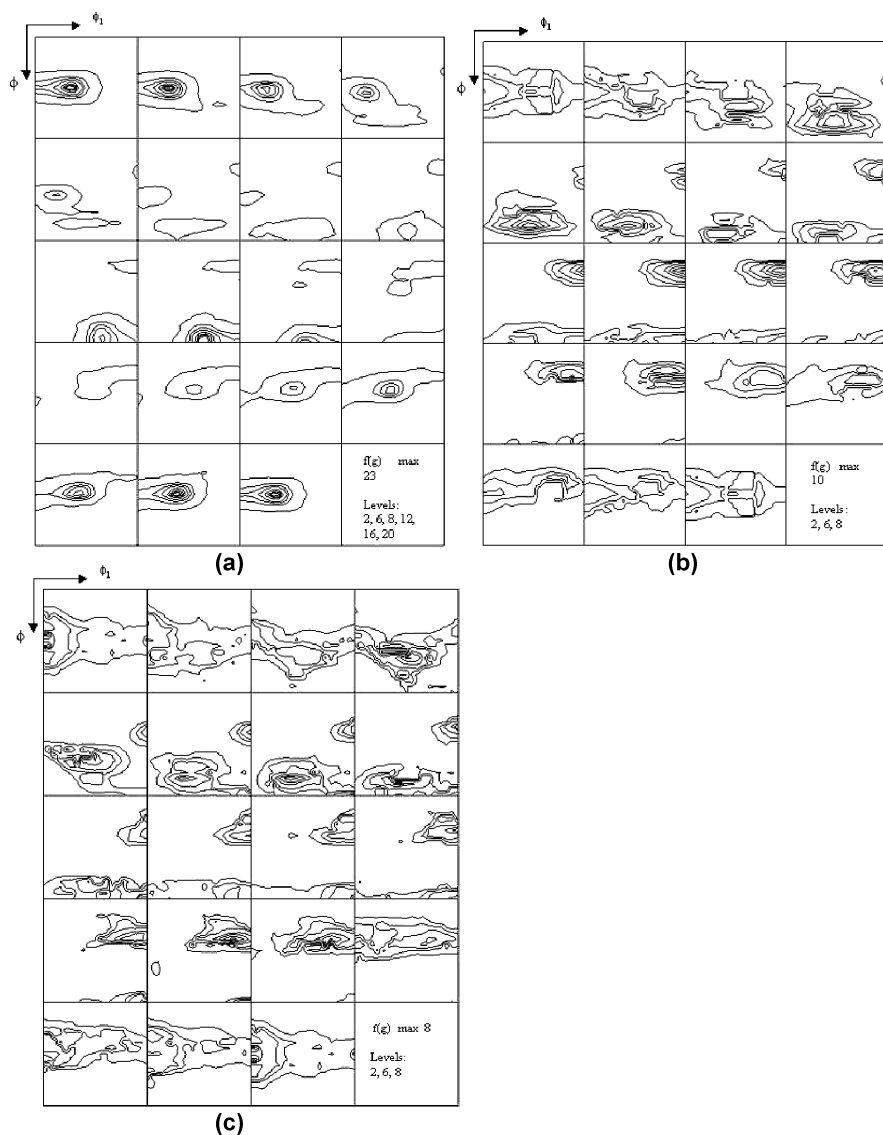 ϕ₁
ϕ
f(g) max
23
Levels:
2, 6, 8, 12,
16, 20
(a)
ϕ₁
ϕ
f(g) max
10
Levels:
2, 6, 8
(b)
ϕ₁
ϕ
f(g) max 8
Levels:
2, 6, 8
(c)